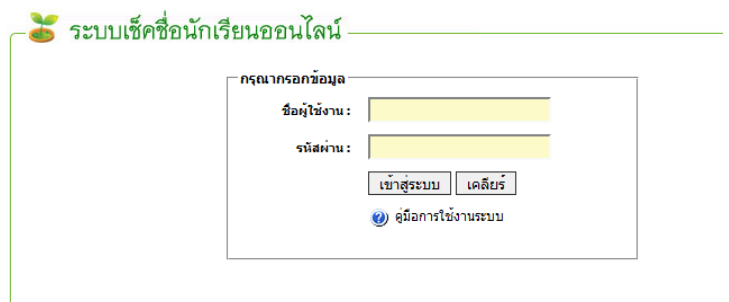 ระบบเช็คชื่อนักเรียนออนไลน์
กรุณากรอกข้อมูล
ชื่อผู้ใช้งาน :
รหัสผ่าน :
เข้าสู่ระบบ เคลียร์
คู่มือการใช้งานระบบ